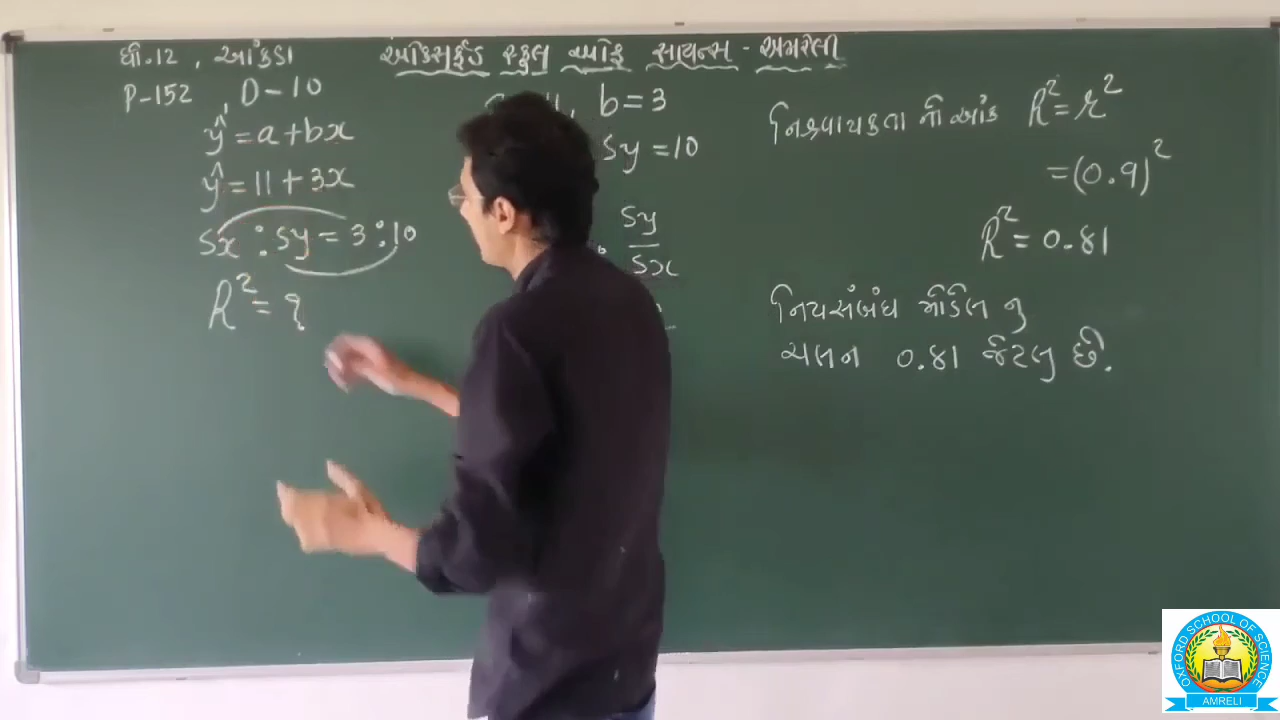 ધો.12 , આંકડા
ઓક્સફર્ડ સ્કુલ ઓફ સાયન્સ - અમરેલી
P-152 , D-10
ŷ = a + bx
ŷ = 11 + 3x
Sx : Sy = 3 : 10
R² = ?
, b = 3
Sy = 10
Sy
Sx
નિશ્ચાયકતા નો આંક R² = r²
= (0.9)²
R² = 0.81
નિયસંબંધ મોડેલ નુ
ચલન 0.81 જેટલુ છે.
OXFORD SCHOOL OF SCIENCE
AMRELI